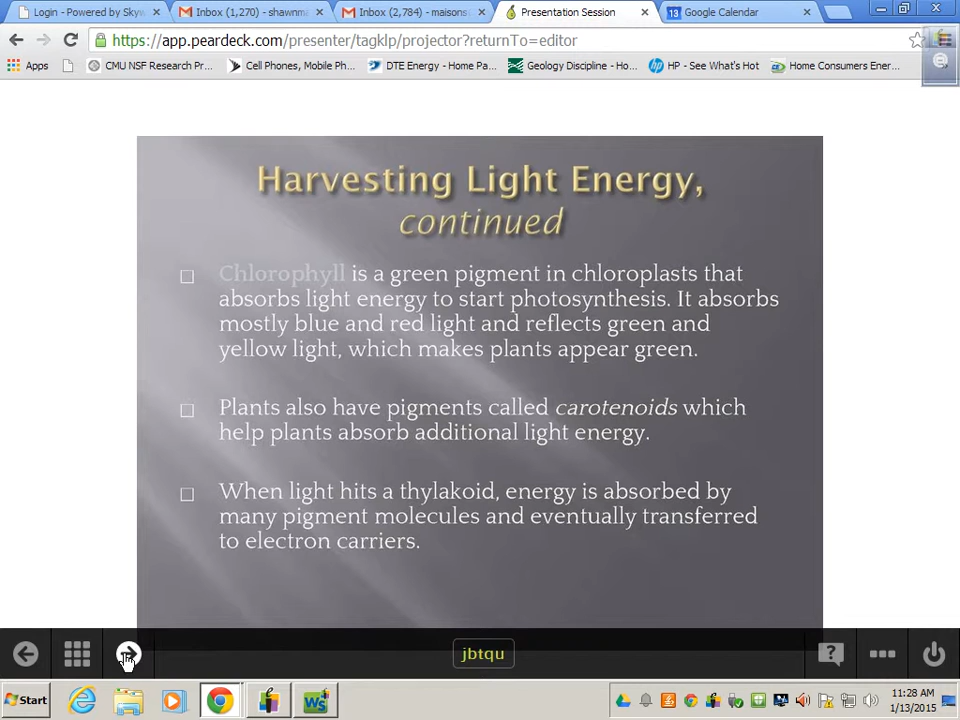 Login - Powered by Skyw
Inbox (1,270) - shawnma
Inbox (2,784) - maisons
Presentation Session
13 Google Calendar
https://app.peardeck.com/presenter/tagklp/projector?returnTo=editor
Apps
CMU NSF Research Pr...
Cell Phones, Mobile Ph...
DTE Energy - Home Pa...
Geology Discipline - Ho...
hp HP - See What's Hot
Home Consumers Ener...
Harvesting Light Energy,
continued
Chlorophyll is a green pigment in chloroplasts that
absorbs light energy to start photosynthesis. It absorbs
mostly blue and red light and reflects green and
yellow light, which makes plants appear green.
Plants also have pigments called carotenoids which
help plants absorb additional light energy.
When light hits a thylakoid, energy is absorbed by
many pigment molecules and eventually transferred
to electron carriers.
jbtqu
?
Start
WS
11:28 AM
1/13/2015